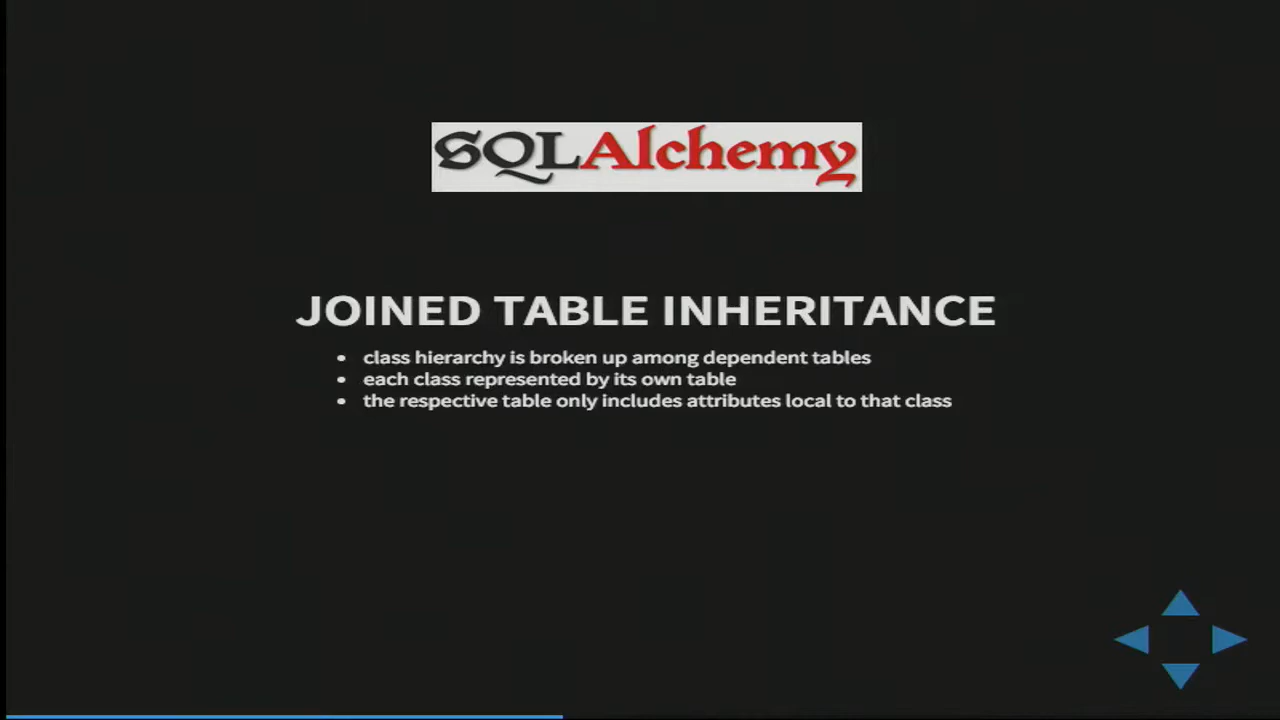 SQLAlchemy
JOINED TABLE INHERITANCE
• class hierarchy is broken up among dependent tables
• each class represented by its own table
• the respective table only includes attributes local to that class